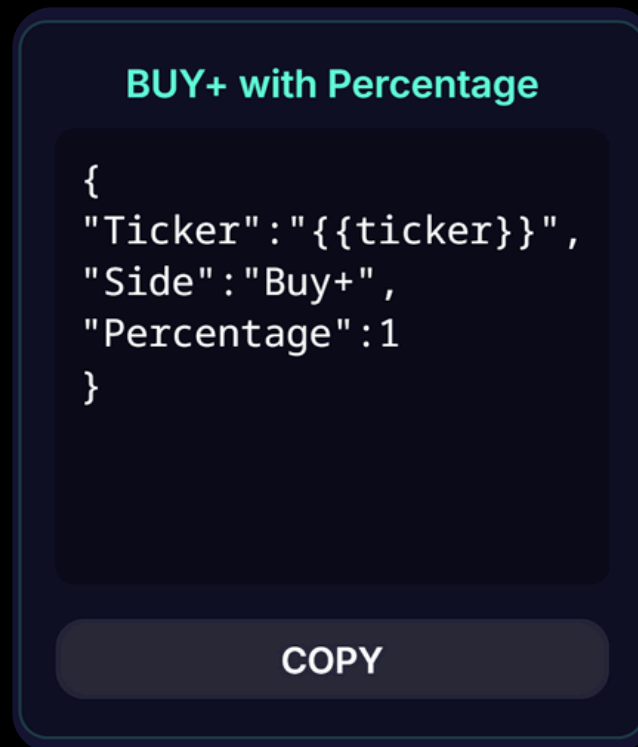 BUY+ with Percentage
{
"Ticker":"{{ticker}}",
"Side":"Buy+",
"Percentage":1
}
COPY